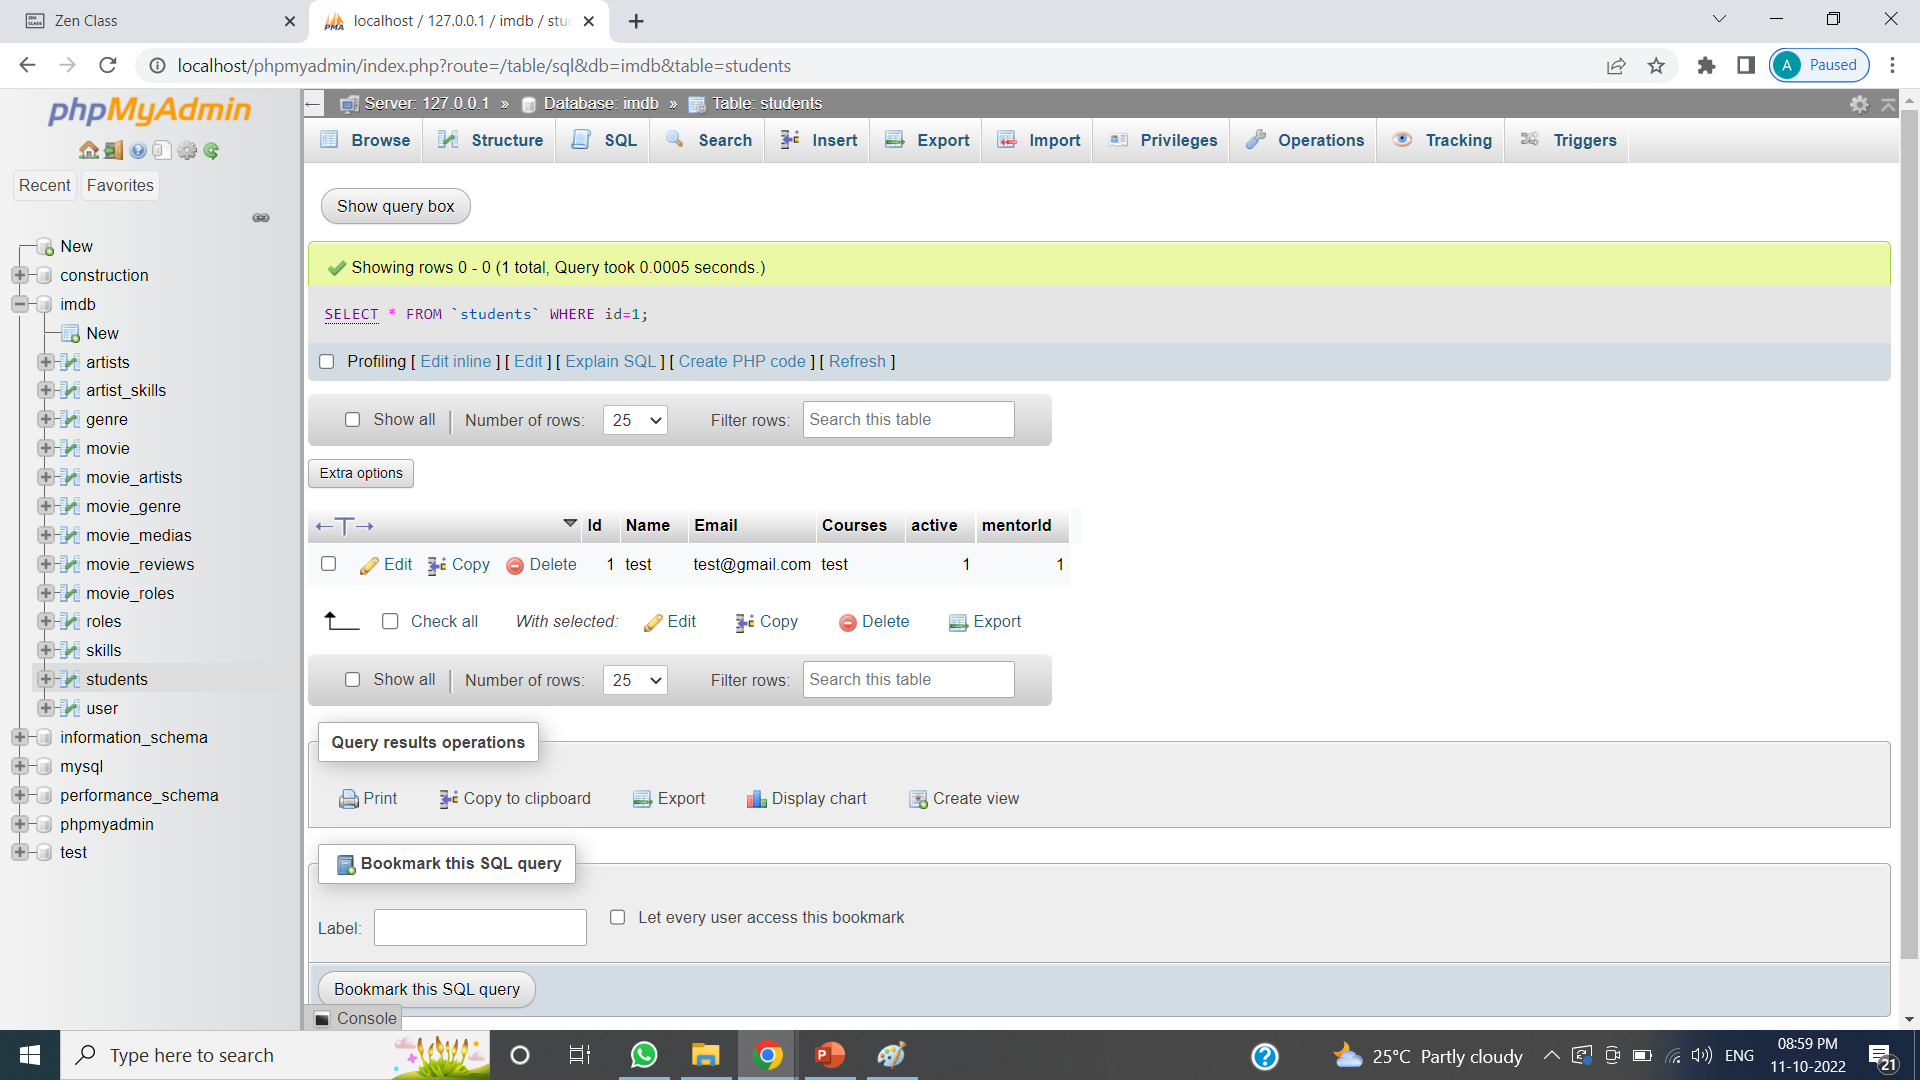 Zen Class
localhost / 127.0.0.1 / imdb / stu
localhost/phpmyadmin/index.php?route=/table/sql&db=imdb&table=students
A Paused
phpMyAdmin
Recent Favorites
New
construction
imdb
New
artists
artist_skills
genre
movie
movie_artists
movie_genre
movie_medias
movie_reviews
movie_roles
roles
skills
students
user
information_schema
mysql
performance_schema
phpmyadmin
test
Server: 127.0.0.1 » Database: imdb » Table: students
Browse Structure SQL Search Insert Export Import Privileges Operations Tracking Triggers
Show query box
Showing rows 0 - 0 (1 total, Query took 0.0005 seconds.)
SELECT * FROM `students` WHERE id=1;
Profiling [ Edit inline ] [ Edit ] [ Explain SQL ] [ Create PHP code ] [ Refresh ]
Show all Number of rows: 25 Filter rows: Search this table
Extra options
←T→ Id Name Email Courses active mentorId
Edit Copy Delete 1 test test@gmail.com test 1 1
Check all With selected: Edit Copy Delete Export
Show all Number of rows: 25 Filter rows: Search this table
Query results operations
Print Copy to clipboard Export Display chart Create view
Bookmark this SQL query
Label: Let every user access this bookmark
Bookmark this SQL query
Console
Type here to search
25°C Partly cloudy
ENG
08:59 PM
11-10-2022
21